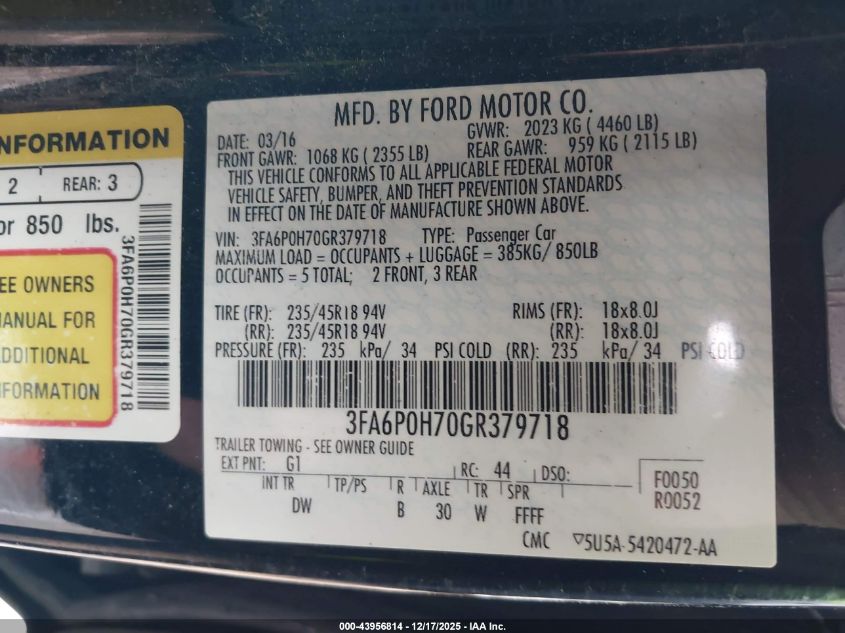 NFORMATION
2 REAR: 3
or 850 lbs.
EE OWNERS
MANUAL FOR
ADDITIONAL
NFORMATION
3FA6P0H70GR379718
MFD. BY FORD MOTOR CO.
DATE: 03/16 GVWR: 2023 KG ( 4460 LB)
FRONT GAWR: 1068 KG ( 2355 LB) REAR GAWR: 959 KG ( 2115 LB)
THIS VEHICLE CONFORMS TO ALL APPLICABLE FEDERAL MOTOR
VEHICLE SAFETY, BUMPER, AND THEFT PREVENTION STANDARDS
IN EFFECT ON THE DATE OF MANUFACTURE SHOWN ABOVE.
VIN: 3FA6P0H70GR379718 TYPE: Passenger Car
MAXIMUM LOAD = OCCUPANTS + LUGGAGE = 385KG/ 850LB
OCCUPANTS = 5 TOTAL; 2 FRONT, 3 REAR
TIRE (FR): 235/45R18 94V RIMS (FR): 18x8.0J
(RR): 235/45R18 94V (RR): 18x8.0J
PRESSURE (FR): 235 kPa/ 34 PSI COLD (RR): 235 kPa/ 34 PSI COLD
3FA6P0H70GR379718
TRAILER TOWING - SEE OWNER GUIDE
EXT PNT: G1 RC: 44 DSO:
INT TR TP/PS R AXLE TR SPR
DW B 30 W FFFF
F0050
R0052
CMC 5U5A-5420472-AA
000-43956814 - 12/17/2025 - IAA Inc.